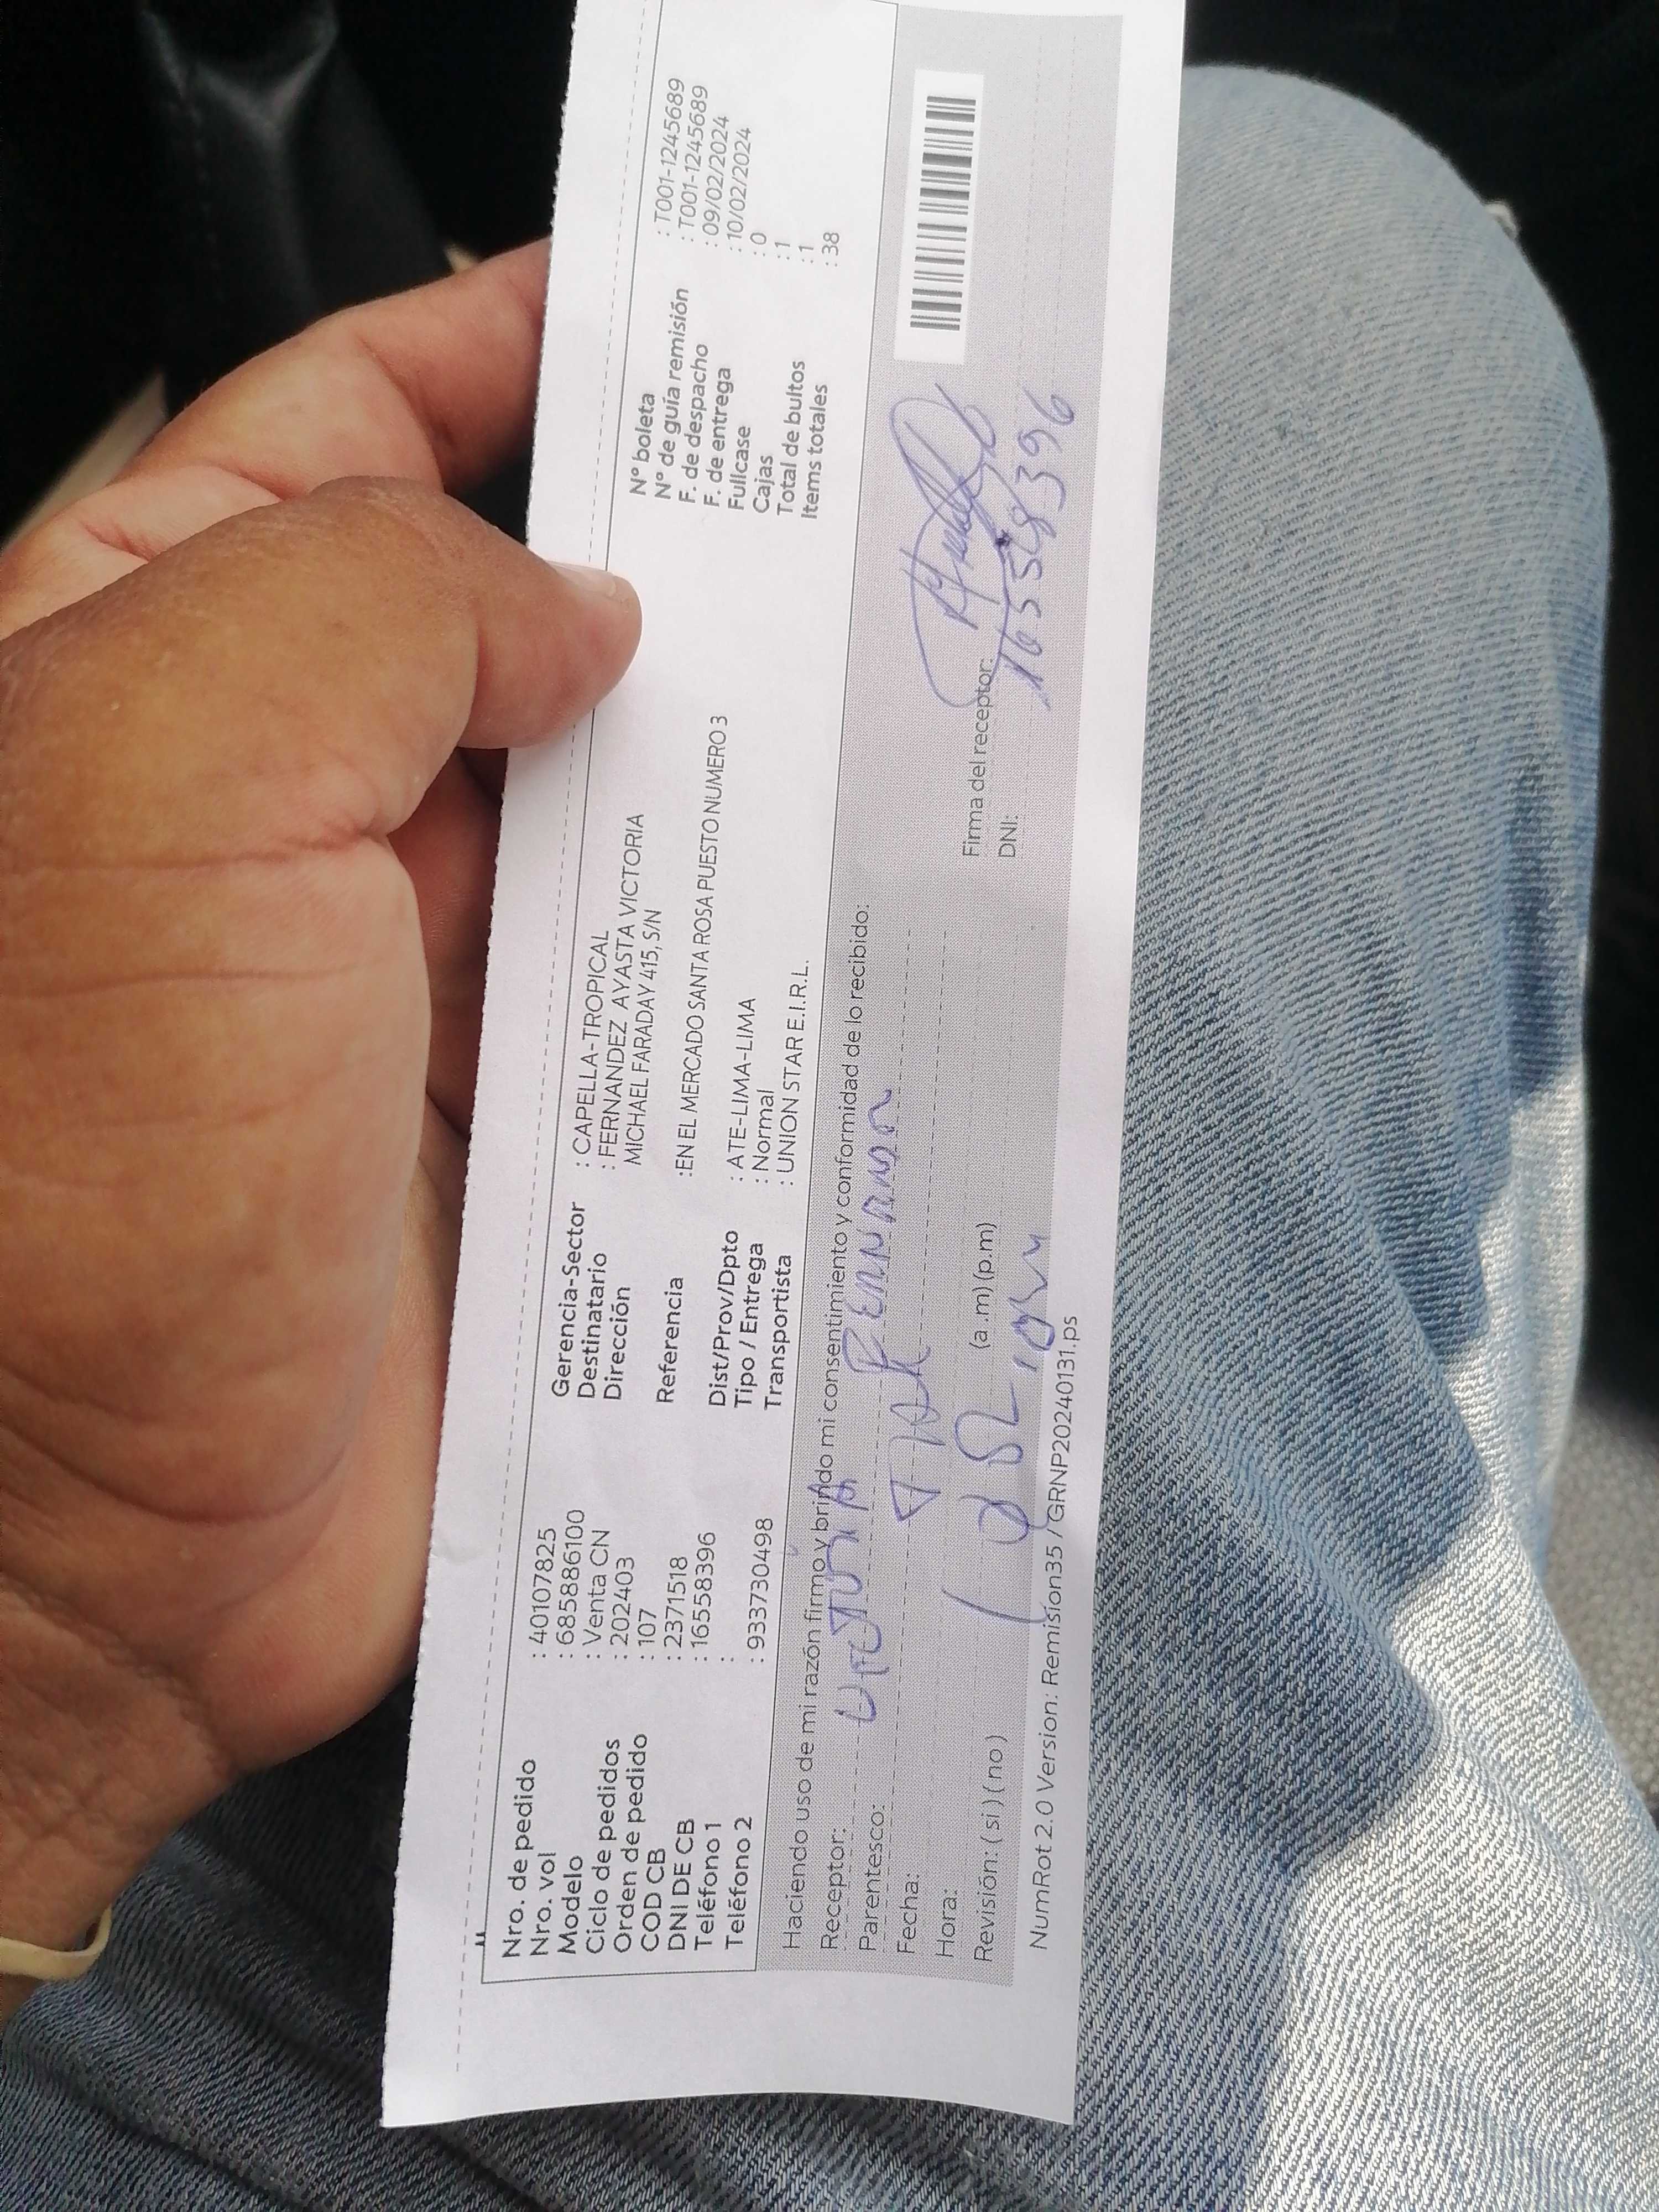 Nro. de pedido : 40107825
Nro. vol : 685886100
Modelo : Venta CN
Ciclo de pedidos : 202403
Orden de pedido : 107
COD CB : 2371518
DNI DE CB : 16558396
Teléfono 1 :
Teléfono 2 : 933730498
Gerencia-Sector : CAPELLA-TROPICAL
Destinatario : FERNANDEZ AYASTA VICTORIA
Dirección MICHAEL FARADAY 415, S/N
Referencia :EN EL MERCADO SANTA ROSA PUESTO NUMERO 3
Dist/Prov/Dpto : ATE-LIMA-LIMA
Tipo / Entrega : Normal
Transportista : UNION STAR E.I.R.L.
N° boleta : T001-1245689
N° de guía remisión : T001-1245689
F. de despacho : 09/02/2024
F. de entrega : 10/02/2024
Fullcase : 0
Cajas : 1
Total de bultos : 1
Items totales : 38
Haciendo uso de mi razón firmo y brindo mi consentimiento y conformidad de lo recibido:
Receptor:
Parentesco:
Fecha:
Hora: (a.m) (p.m)
Revisión: ( si ) ( no )
Firma del receptor:
DNI: 16558396
NumRot 2.0 Version: Remisión35 / GRNP20240131.ps